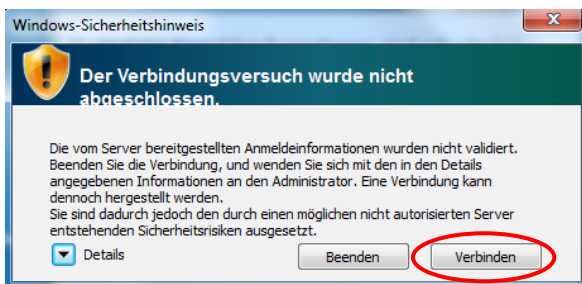 Windows-Sicherheitshinweis
Der Verbindungsversuch wurde nicht
abgeschlossen.
Die vom Server bereitgestellten Anmeldeinformationen wurden nicht validiert.
Beenden Sie die Verbindung, und wenden Sie sich mit den in den Details
angegebenen Informationen an den Administrator. Eine Verbindung kann
dennoch hergestellt werden.
Sie sind dadurch jedoch den durch einen möglichen nicht autorisierten Server
entstehenden Sicherheitsrisiken ausgesetzt.
Details Beenden Verbinden